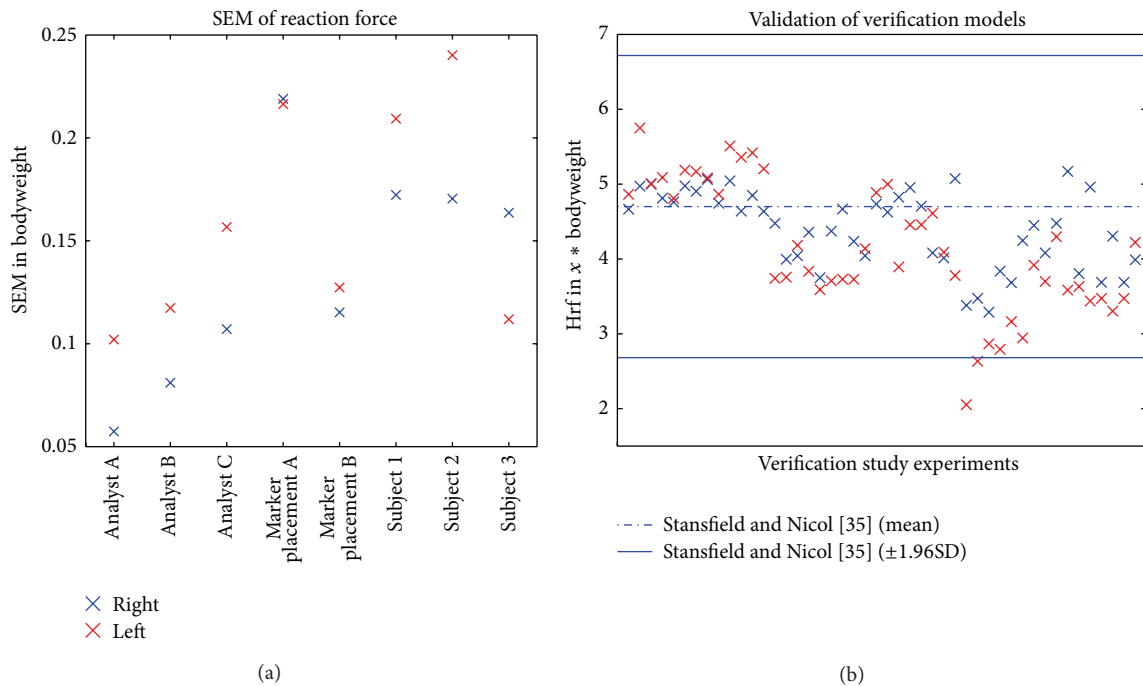 SEM of reaction force
0.25
0.2
0.15
0.1
0.05
SEM in bodyweight
Analyst A
Analyst B
Analyst C
Marker
placement A
Marker
placement B
Subject 1
Subject 2
Subject 3
Right
Left
(a)
Validation of verification models
7
6
5
4
3
2
Hrf in x ∗ bodyweight
Verification study experiments
Stansfield and Nicol [35] (mean)
Stansfield and Nicol [35] (±1.96SD)
(b)